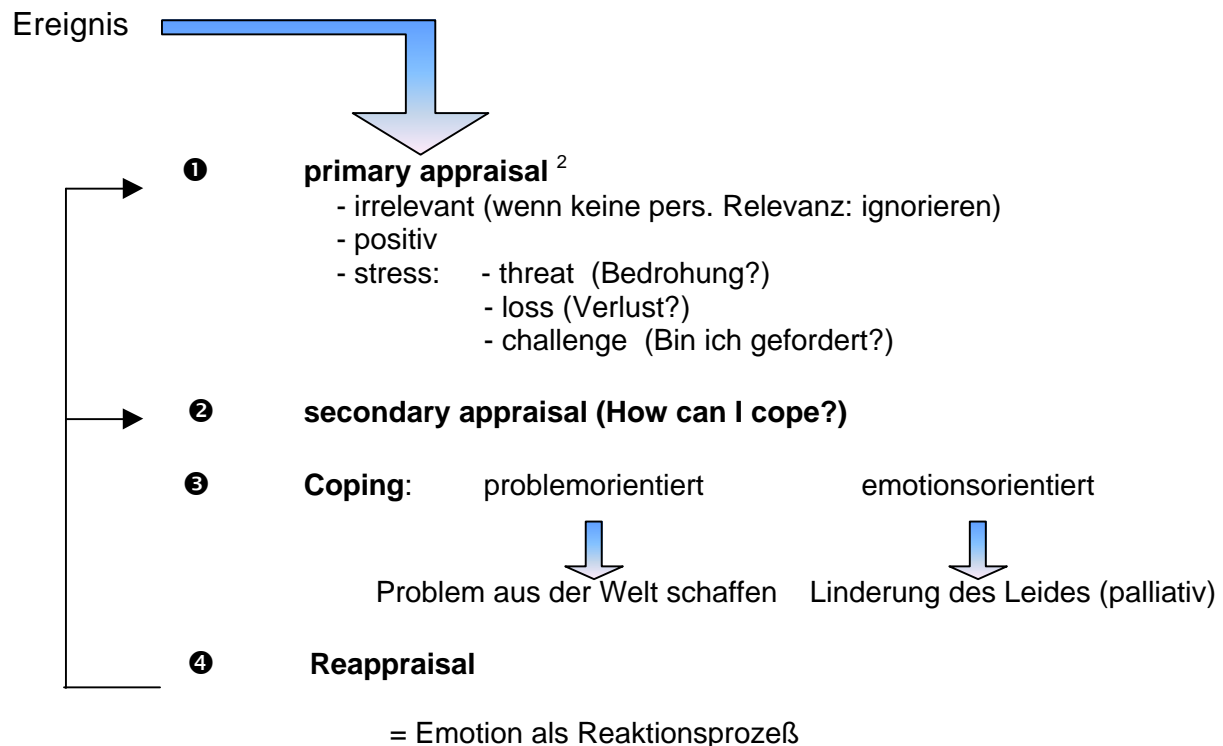 Ereignis
❶ primary appraisal ²
- irrelevant (wenn keine pers. Relevanz: ignorieren)
- positiv
- stress: - threat (Bedrohung?)
- loss (Verlust?)
- challenge (Bin ich gefordert?)
❷ secondary appraisal (How can I cope?)
❸ Coping: problemorientiert emotionsorientiert
Problem aus der Welt schaffen Linderung des Leides (palliativ)
❹ Reappraisal
= Emotion als Reaktionsprozeß